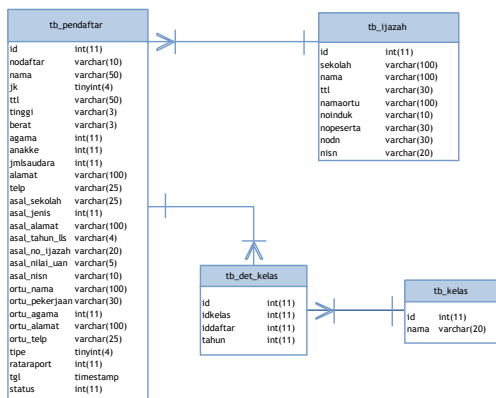 tb_pendaftar
id int(11)
nodaftar varchar(10)
nama varchar(50)
jk tinyint(4)
ttl varchar(50)
tinggi varchar(3)
berat varchar(3)
agama int(11)
anakke int(11)
jmlsaudara int(11)
alamat varchar(100)
telp varchar(25)
asal_sekolah varchar(25)
asal_jenis int(11)
asal_alamat varchar(100)
asal_tahun_lls varchar(4)
asal_no_ijazah varchar(20)
asal_nilai_uan varchar(5)
asal_nisn varchar(10)
ortu_nama varchar(100)
ortu_pekerjaan varchar(30)
ortu_agama int(11)
ortu_alamat varchar(100)
ortu_telp varchar(25)
tipe tinyint(4)
rataraport int(11)
tgl timestamp
status int(11)
tb_ijazah
id int(11)
sekolah varchar(100)
nama varchar(100)
ttl varchar(30)
namaortu varchar(100)
noinduk varchar(10)
nopeserta varchar(30)
nodn varchar(30)
nisn varchar(20)
tb_det_kelas
id int(11)
idkelas int(11)
iddaftar int(11)
tahun int(11)
tb_kelas
id int(11)
nama varchar(20)